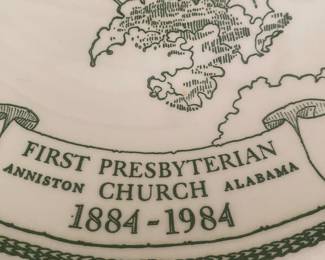 FIRST PRESBYTERIAN
ANNISTON CHURCH ALABAMA
1884-1984